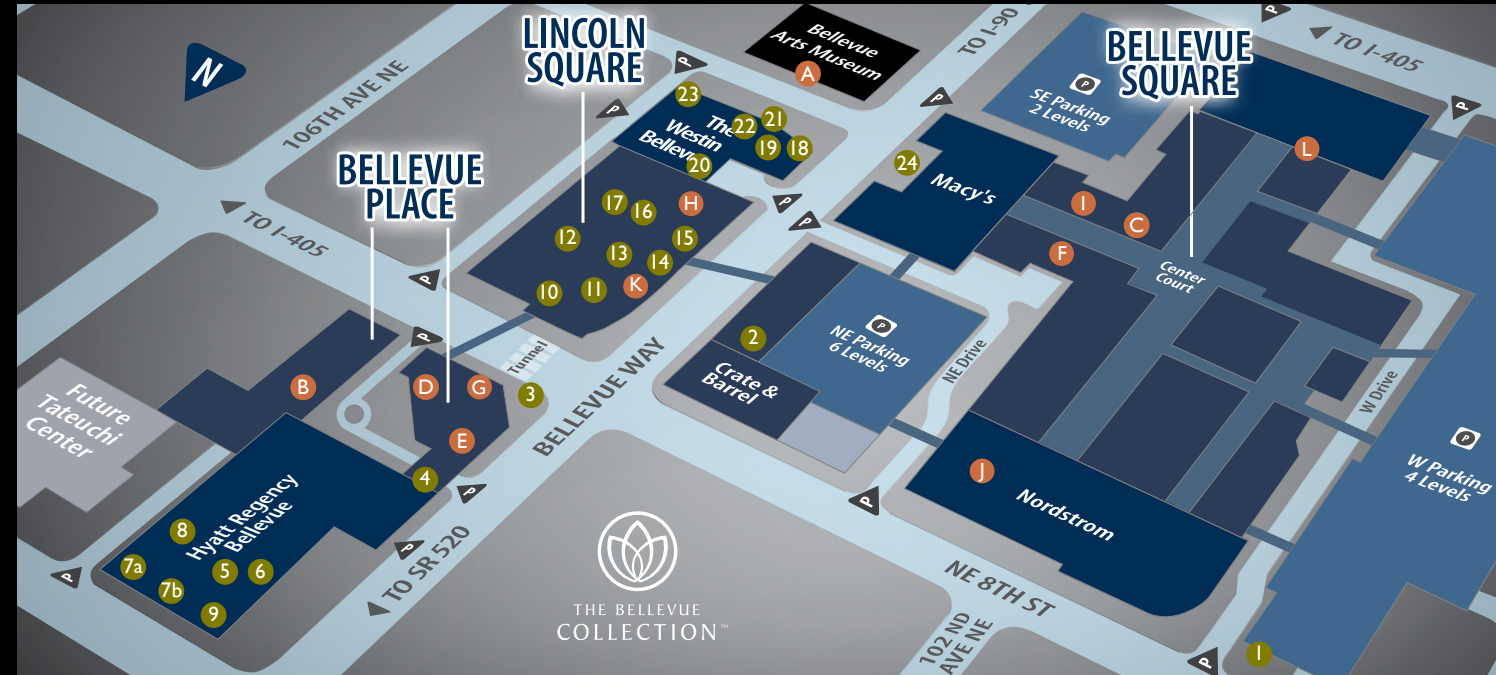 N
106TH AVE NE
LINCOLN
SQUARE
Bellevue
Arts Museum
A
TO I-90
P
SE Parking
2 Levels
BELLEVUE
SQUARE
TO I-405
P
P
P
P
P
23
The
Westin
Bellevue
22
21
19
18
20
24
Macy's
L
I
C
F
Center
Court
BELLEVUE
PLACE
TO I-405
P
P
P
P
17
16
H
12
13
15
14
10
11
K
Tunnel
2
P
NE Parking
6 Levels
Crate &
Barrel
NE Drive
W Drive
BELLEVUE WAY
B
D
G
3
E
4
P
Future
Tateuchi
Center
Hyatt Regency
Bellevue
8
7a
7b
5
6
9
P
P
TO SR 520
THE BELLEVUE
COLLECTION™
P
J
Nordstrom
P
W Parking
4 Levels
NE 8TH ST
102 ND
AVE NE
P
1